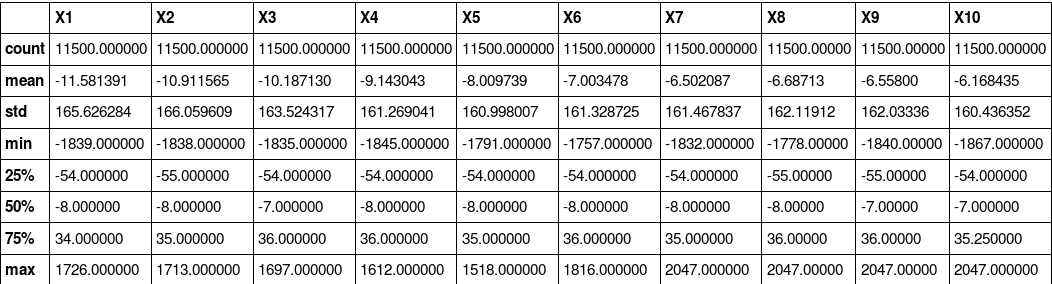 X1 X2 X3 X4 X5 X6 X7 X8 X9 X10
count 11500.000000 11500.000000 11500.000000 11500.000000 11500.000000 11500.000000 11500.000000 11500.00000 11500.00000 11500.000000
mean -11.581391 -10.911565 -10.187130 -9.143043 -8.009739 -7.003478 -6.502087 -6.68713 -6.55800 -6.168435
std 165.626284 166.059609 163.524317 161.269041 160.998007 161.328725 161.467837 162.11912 162.03336 160.436352
min -1839.000000 -1838.000000 -1835.000000 -1845.000000 -1791.000000 -1757.000000 -1832.000000 -1778.00000 -1840.00000 -1867.000000
25% -54.000000 -55.000000 -54.000000 -54.000000 -54.000000 -54.000000 -54.000000 -55.00000 -55.00000 -54.000000
50% -8.000000 -8.000000 -7.000000 -8.000000 -8.000000 -8.000000 -8.000000 -8.00000 -7.00000 -7.000000
75% 34.000000 35.000000 36.000000 36.000000 35.000000 36.000000 35.000000 36.00000 36.00000 35.250000
max 1726.000000 1713.000000 1697.000000 1612.000000 1518.000000 1816.000000 2047.000000 2047.00000 2047.00000 2047.000000